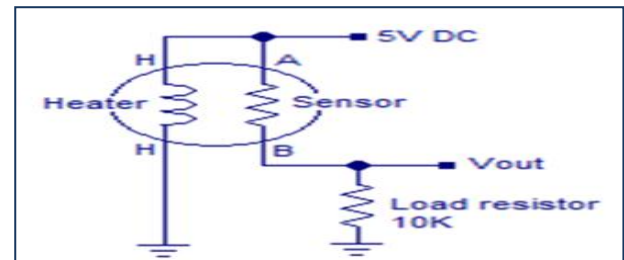 5V DC
H
A
Heater
Sensor
H
B
Vout
Load resistor
10K